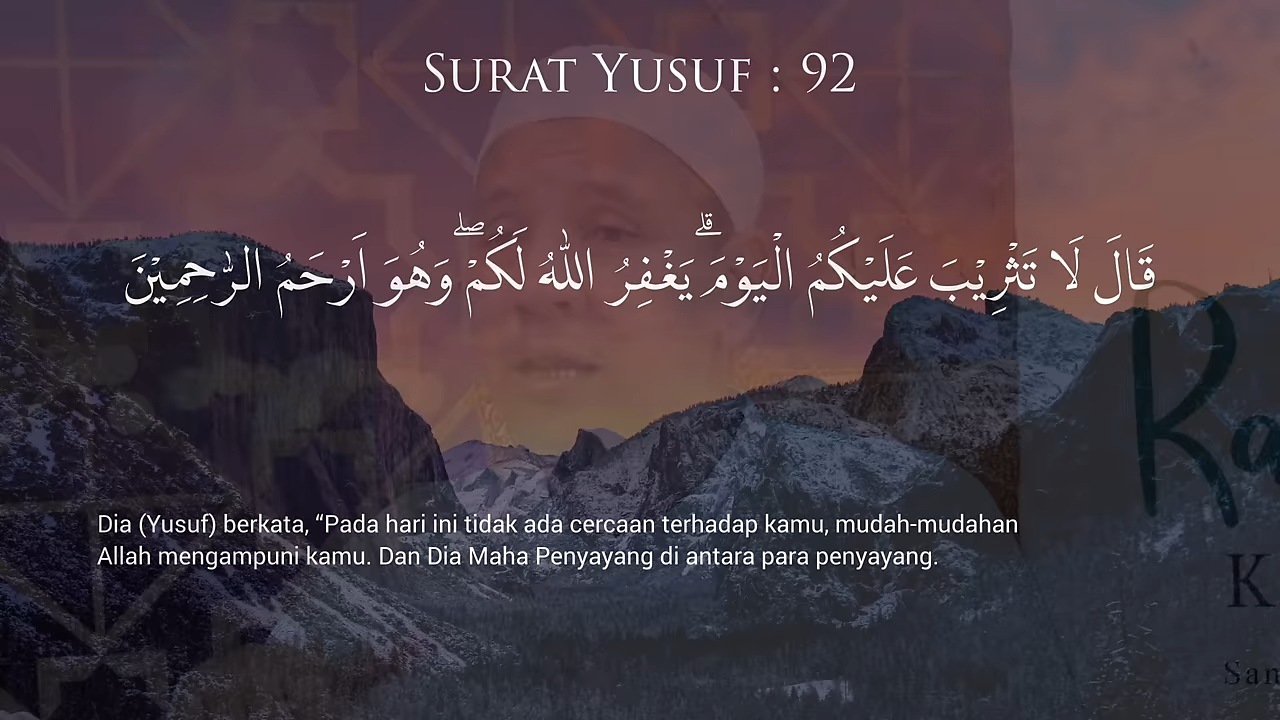 SURAT YUSUF : 92
قَالَ لَا تَثْرِيْبَ عَلَيْكُمُ الْيَوْمَ ۗ يَغْفِرُ اللّٰهُ لَكُمْ ۖ وَهُوَ اَرْحَمُ الرّٰحِمِيْنَ
Dia (Yusuf) berkata, “Pada hari ini tidak ada cercaan terhadap kamu, mudah-mudahan
Allah mengampuni kamu. Dan Dia Maha Penyayang di antara para penyayang.